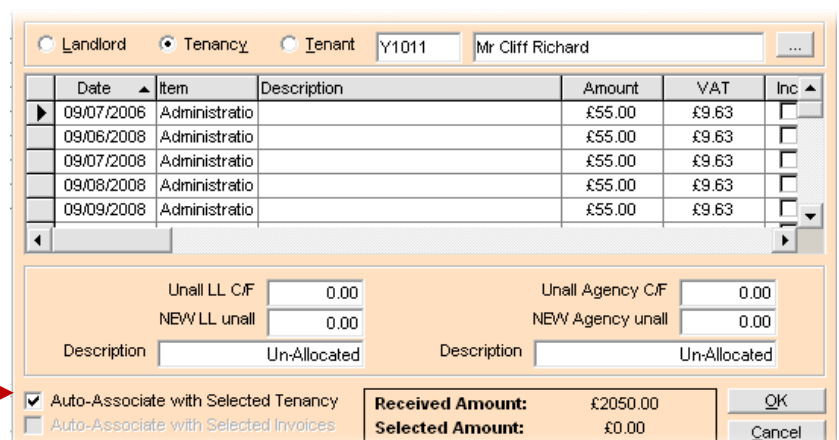 Landlord Tenancy Tenant Y1011 Mr Cliff Richard ...
Date Item Description Amount VAT Inc
09/07/2006 Administratio £55.00 £9.63
09/06/2008 Administratio £55.00 £9.63
09/07/2008 Administratio £55.00 £9.63
09/08/2008 Administratio £55.00 £9.63
09/09/2008 Administratio £55.00 £9.63
Unall LL C/F 0.00 Unall Agency C/F 0.00
NEW LL unall 0.00 NEW Agency unall 0.00
Description Un-Allocated Description Un-Allocated
Auto-Associate with Selected Tenancy Received Amount: £2050.00 OK
Auto-Associate with Selected Invoices Selected Amount: £0.00 Cancel